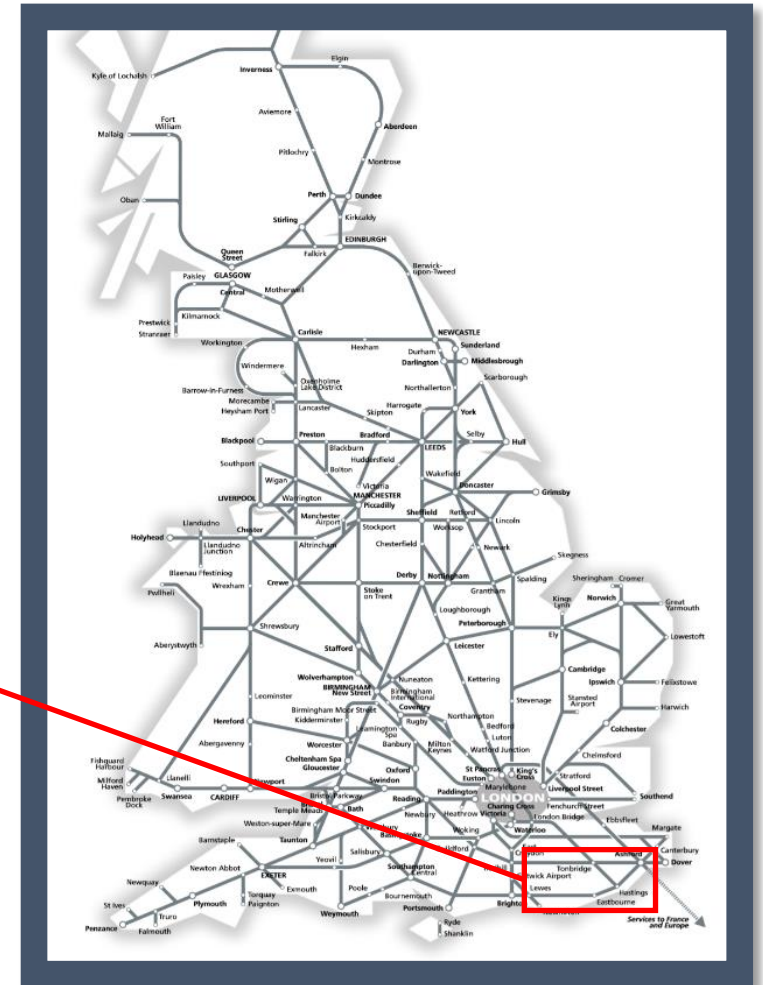 Elgin
Inverness
Kyle of Lochalsh
Aviemore
Fort
William
Mallaig
Aberdeen
Pitlochry
Montrose
Perth
Dundee
Oban
Stirling
Kirkcaldy
EDINBURGH
Queen
Street
Falkirk
Berwick-
upon-Tweed
Paisley
GLASGOW
Central
Motherwell
Prestwick
Kilmarnock
Stranraer
Carlisle
NEWCASTLE
Workington
Hexham
Sunderland
Durham
Darlington
Middlesbrough
Windermere
Scarborough
Oxenholme
Lake District
Barrow-in-Furness
Northallerton
Morecambe
Harrogate
Heysham Port
Lancaster
Skipton
York
Preston
Bradford
Selby
Blackpool
Blackburn
LEEDS
Hull
Huddersfield
Southport
Bolton
Wakefield
Wigan
Victoria
Doncaster
Grimsby
LIVERPOOL
Warrington
MANCHESTER
Piccadilly
Manchester
Airport
Sheffield
Retford
Llandudno
Chester
Stockport
Worksop
Lincoln
Holyhead
Llandudno
Junction
Altrincham
Chesterfield
Newark
Skegness
Blaenau Ffestiniog
Wrexham
Crewe
Stoke
on Trent
Derby
Nottingham
Spalding
Sheringham
Cromer
Pwllheli
Grantham
Kings
Lynn
Norwich
Great
Yarmouth
Loughborough
Peterborough
Shrewsbury
Ely
Lowestoft
Aberystwyth
Stafford
Leicester
Wolverhampton
Nuneaton
Kettering
Cambridge
BIRMINGHAM
New Street
Birmingham
International
Ipswich
Felixstowe
Leominster
Coventry
Stevenage
Stansted
Airport
Birmingham Moor Street
Kidderminster
Rugby
Northampton
Harwich
Hereford
Leamington
Spa
Bedford
Colchester
Abergavenny
Worcester
Banbury
Milton
Keynes
Luton
Watford Junction
Chelmsford
Fishguard
Harbour
Cheltenham Spa
Gloucester
Oxford
St Pancras
King's
Cross
Euston
Stratford
Milford
Haven
Llanelli
Newport
Swindon
Marylebone
Liverpool Street
Pembroke
Dock
Swansea
CARDIFF
Bristol Parkway
Reading
Paddington
LONDON
Southend
Temple Meads
Bath
Charing Cross
Fenchurch Street
Newbury
Heathrow
Victoria
London Bridge
Ebbsfleet
Weston-super-Mare
Waterloo
Barnstaple
Taunton
Woking
Margate
Salisbury
Croydon
Canterbury
Newton Abbot
Yeovil
Ashford
Dover
Newquay
EXETER
Southampton
Central
Tonbridge
Exmouth
Poole
Lewes
Hastings
St Ives
Plymouth
Torquay
Paignton
Bournemouth
Eastbourne
Truro
Weymouth
Portsmouth
Penzance
Falmouth
Ryde
Shanklin
Services to France
and Europe